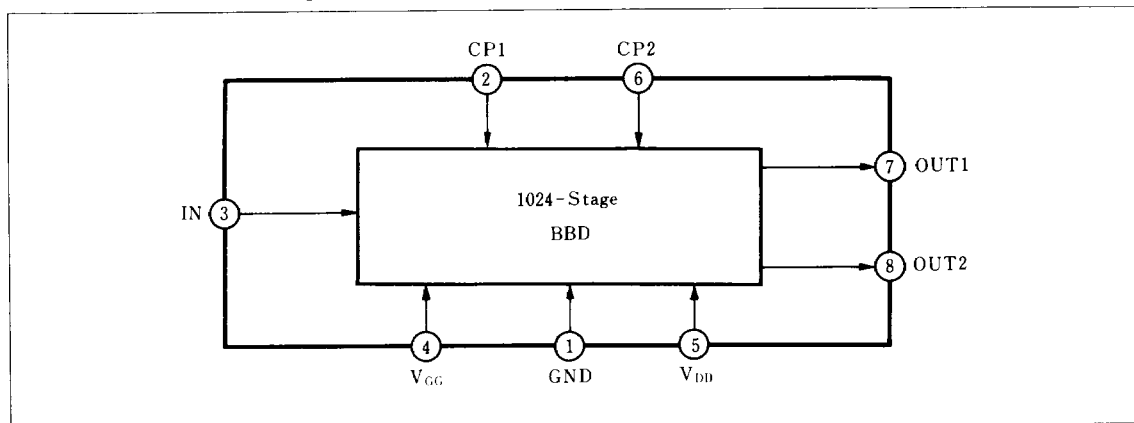 CP1 CP2
2 6
7 OUT1
1024-Stage
IN 3
BBD
8 OUT2
4 1 5
VGG GND VDD